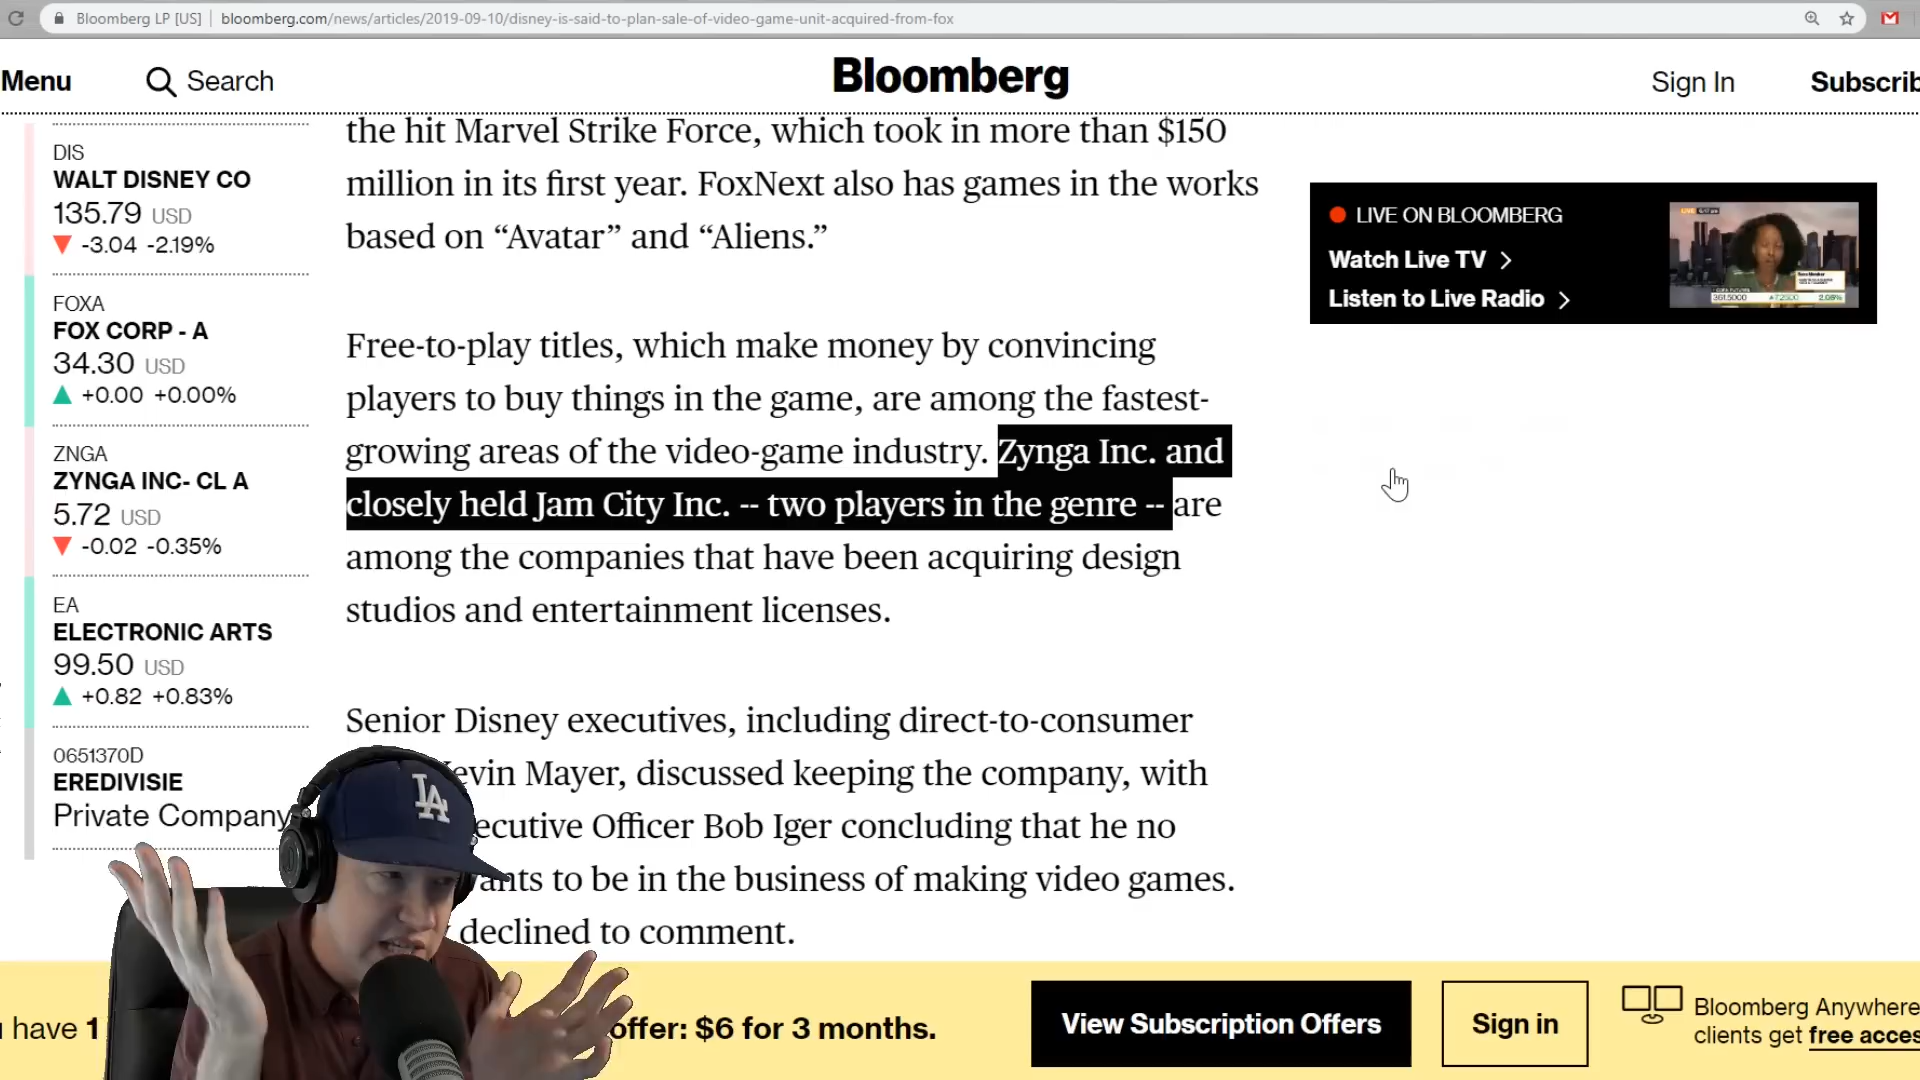 Bloomberg LP [US] | bloomberg.com/news/articles/2019-09-10/disney-is-said-to-plan-sale-of-video-game-unit-acquired-from-fox
Menu
Search
Bloomberg
Sign In
Subscrib
DIS
WALT DISNEY CO
135.79 USD
-3.04 -2.19%
FOXA
FOX CORP - A
34.30 USD
+0.00 +0.00%
ZNGA
ZYNGA INC- CL A
5.72 USD
-0.02 -0.35%
EA
ELECTRONIC ARTS
99.50 USD
+0.82 +0.83%
0651370D
EREDIVISIE
Private Company
the hit Marvel Strike Force, which took in more than $150
million in its first year. FoxNext also has games in the works
based on “Avatar” and “Aliens.”
Free-to-play titles, which make money by convincing
players to buy things in the game, are among the fastest-
growing areas of the video-game industry. Zynga Inc. and
closely held Jam City Inc. -- two players in the genre -- are
among the companies that have been acquiring design
studios and entertainment licenses.
Senior Disney executives, including direct-to-consumer
evin Mayer, discussed keeping the company, with
ecutive Officer Bob Iger concluding that he no
ants to be in the business of making video games.
declined to comment.
LIVE ON BLOOMBERG
Watch Live TV
Listen to Live Radio
LIVE
361.5000
2.08%
LA
have 1
offer: $6 for 3 months.
View Subscription Offers
Sign in
Bloomberg Anywhere
clients get free acces